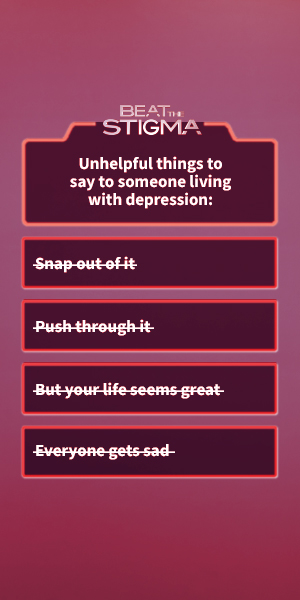 BEAT THE
STIGMA
Unhelpful things to
say to someone living
with depression:
Snap out of it
Push through it
But your life seems great
Everyone gets sad